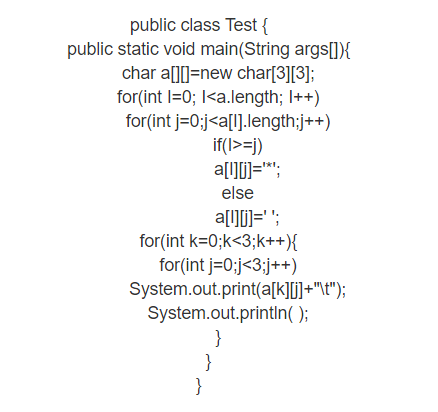 public class Test {
public static void main(String args[]){
char a[][]=new char[3][3];
for(int I=0; I<a.length; I++)
for(int j=0;j<a[I].length;j++)
if(I>=j)
a[I][j]='*';
else
a[I][j]=' ';
for(int k=0;k<3;k++){
for(int j=0;j<3;j++)
System.out.print(a[k][j]+"\t");
System.out.println( );
}
}
}